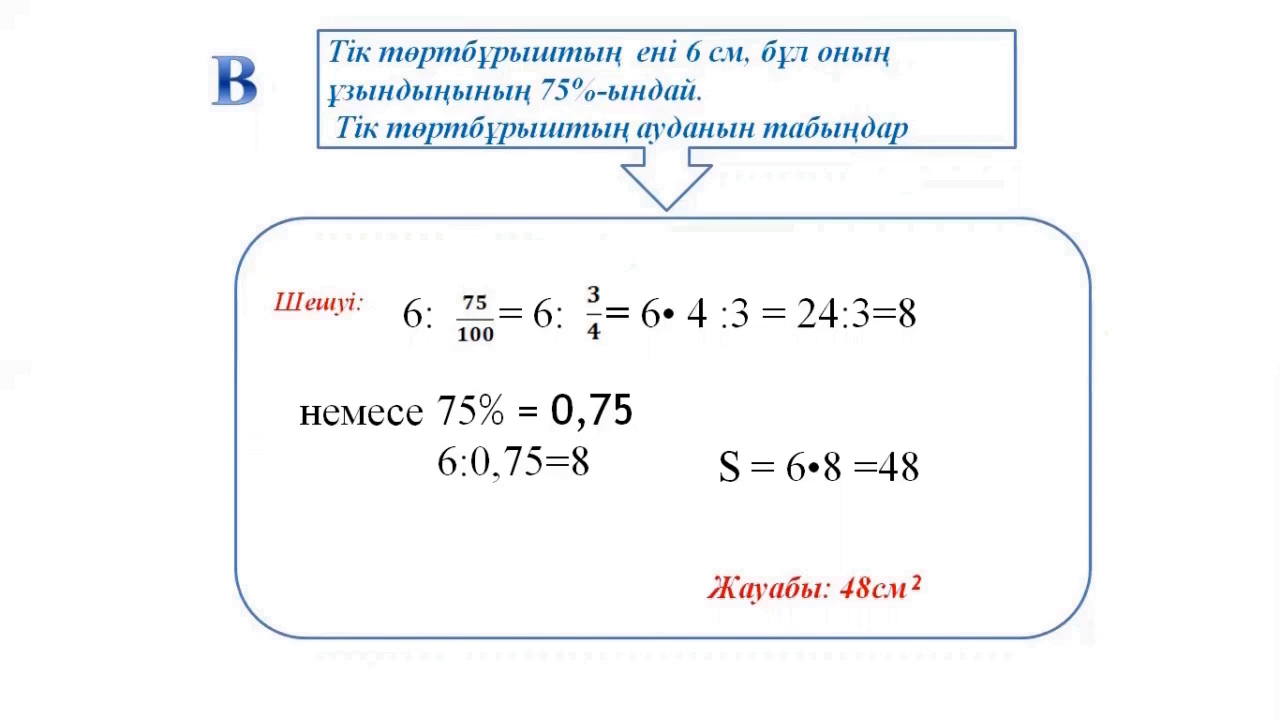 В
Тік төртбұрыштың ені 6 см, бұл оның
ұзындыңының 75%-ындай.
Тік төртбұрыштың ауданын табыңдар
Шешуі: 6: 75/100 = 6: 3/4 = 6• 4 :3 = 24:3=8
немесе 75% = 0,75
6:0,75=8
S = 6•8 =48
Жауабы: 48см²